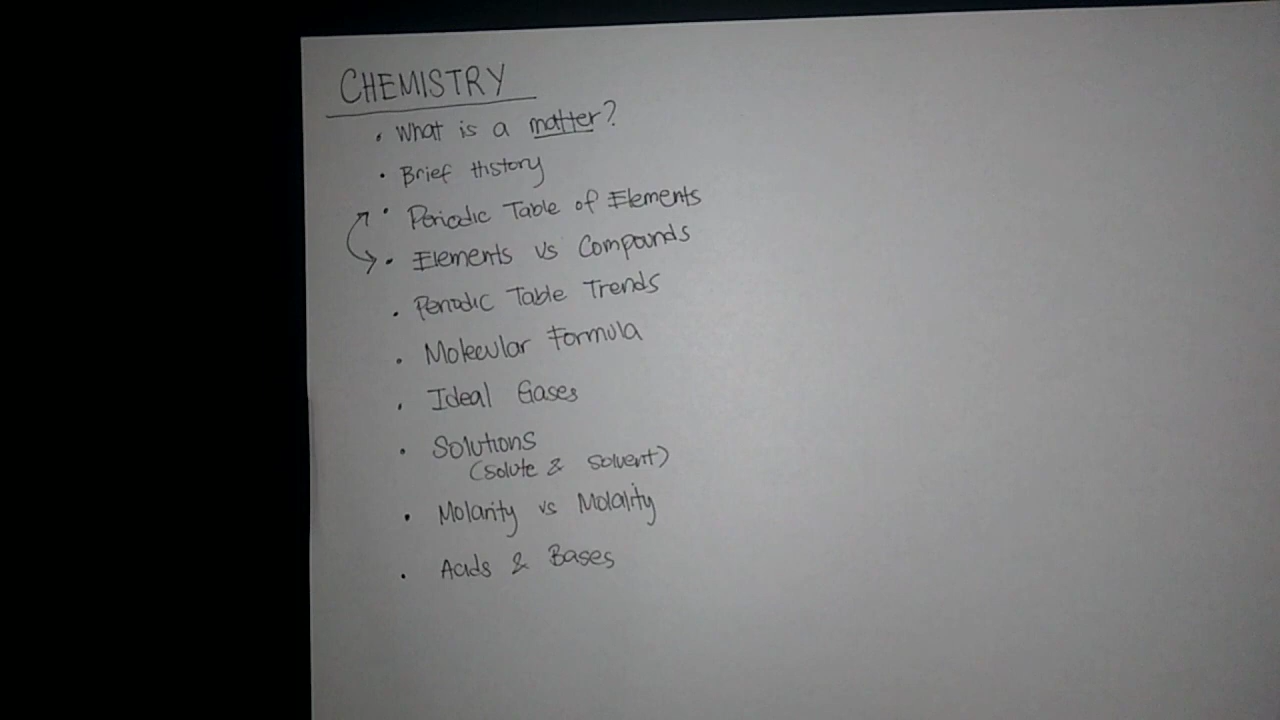 CHEMISTRY
• What is a matter?
• Brief History
• Periodic Table of Elements
• Elements vs Compounds
• Periodic Table Trends
• Molecular Formula
• Ideal Gases
• Solutions
(solute & solvent)
• Molarity vs Molality
• Acids & Bases